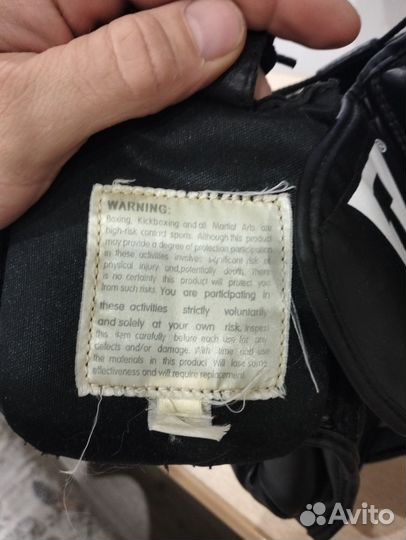 WARNING:
Boxing, Kickboxing and all Martial Arts are
high-risk contact sports. Although this product
may provide a degree of protection participation
in these activities involves significant risk of
physical injury and potentially death. There
is no certainty this product will protect you
from such risks. You are participating in
these activities strictly voluntarily
and solely at your own risk. Inspect
this item carefully before each use for any
defects and/or damage. With time and use
the materials in this product Will lose some
effectiveness and will require replacement.
Avito